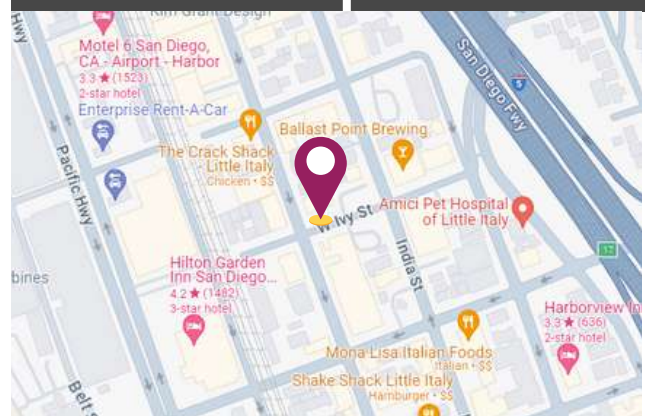 Kim Grant Design
Hwy
Motel 6 San Diego,
CA - Airport - Harbor
3.3 ★ (1523)
2-star hotel
Enterprise Rent-A-Car
San Diego Fwy
5
Ballast Point Brewing
The Crack Shack
Little Italy
Chicken • $$
Pacific Hwy
W Ivy St
Amici Pet Hospital
of Little Italy
India St
17
Hilton Garden
Inn San Diego...
4.2 ★ (1482)
3-star hotel
bines
Harborview In
3.3 ★ (636)
2-star hotel
Mona Lisa Italian Foods
Italian • $$
Shake Shack Little Italy
Hamburger • $$
Belt S